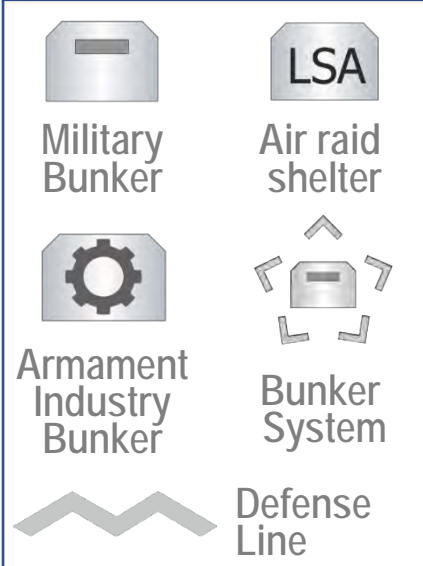 LSA
Military
Bunker
Air raid
shelter
Armament
Industry
Bunker
Bunker
System
Defense
Line